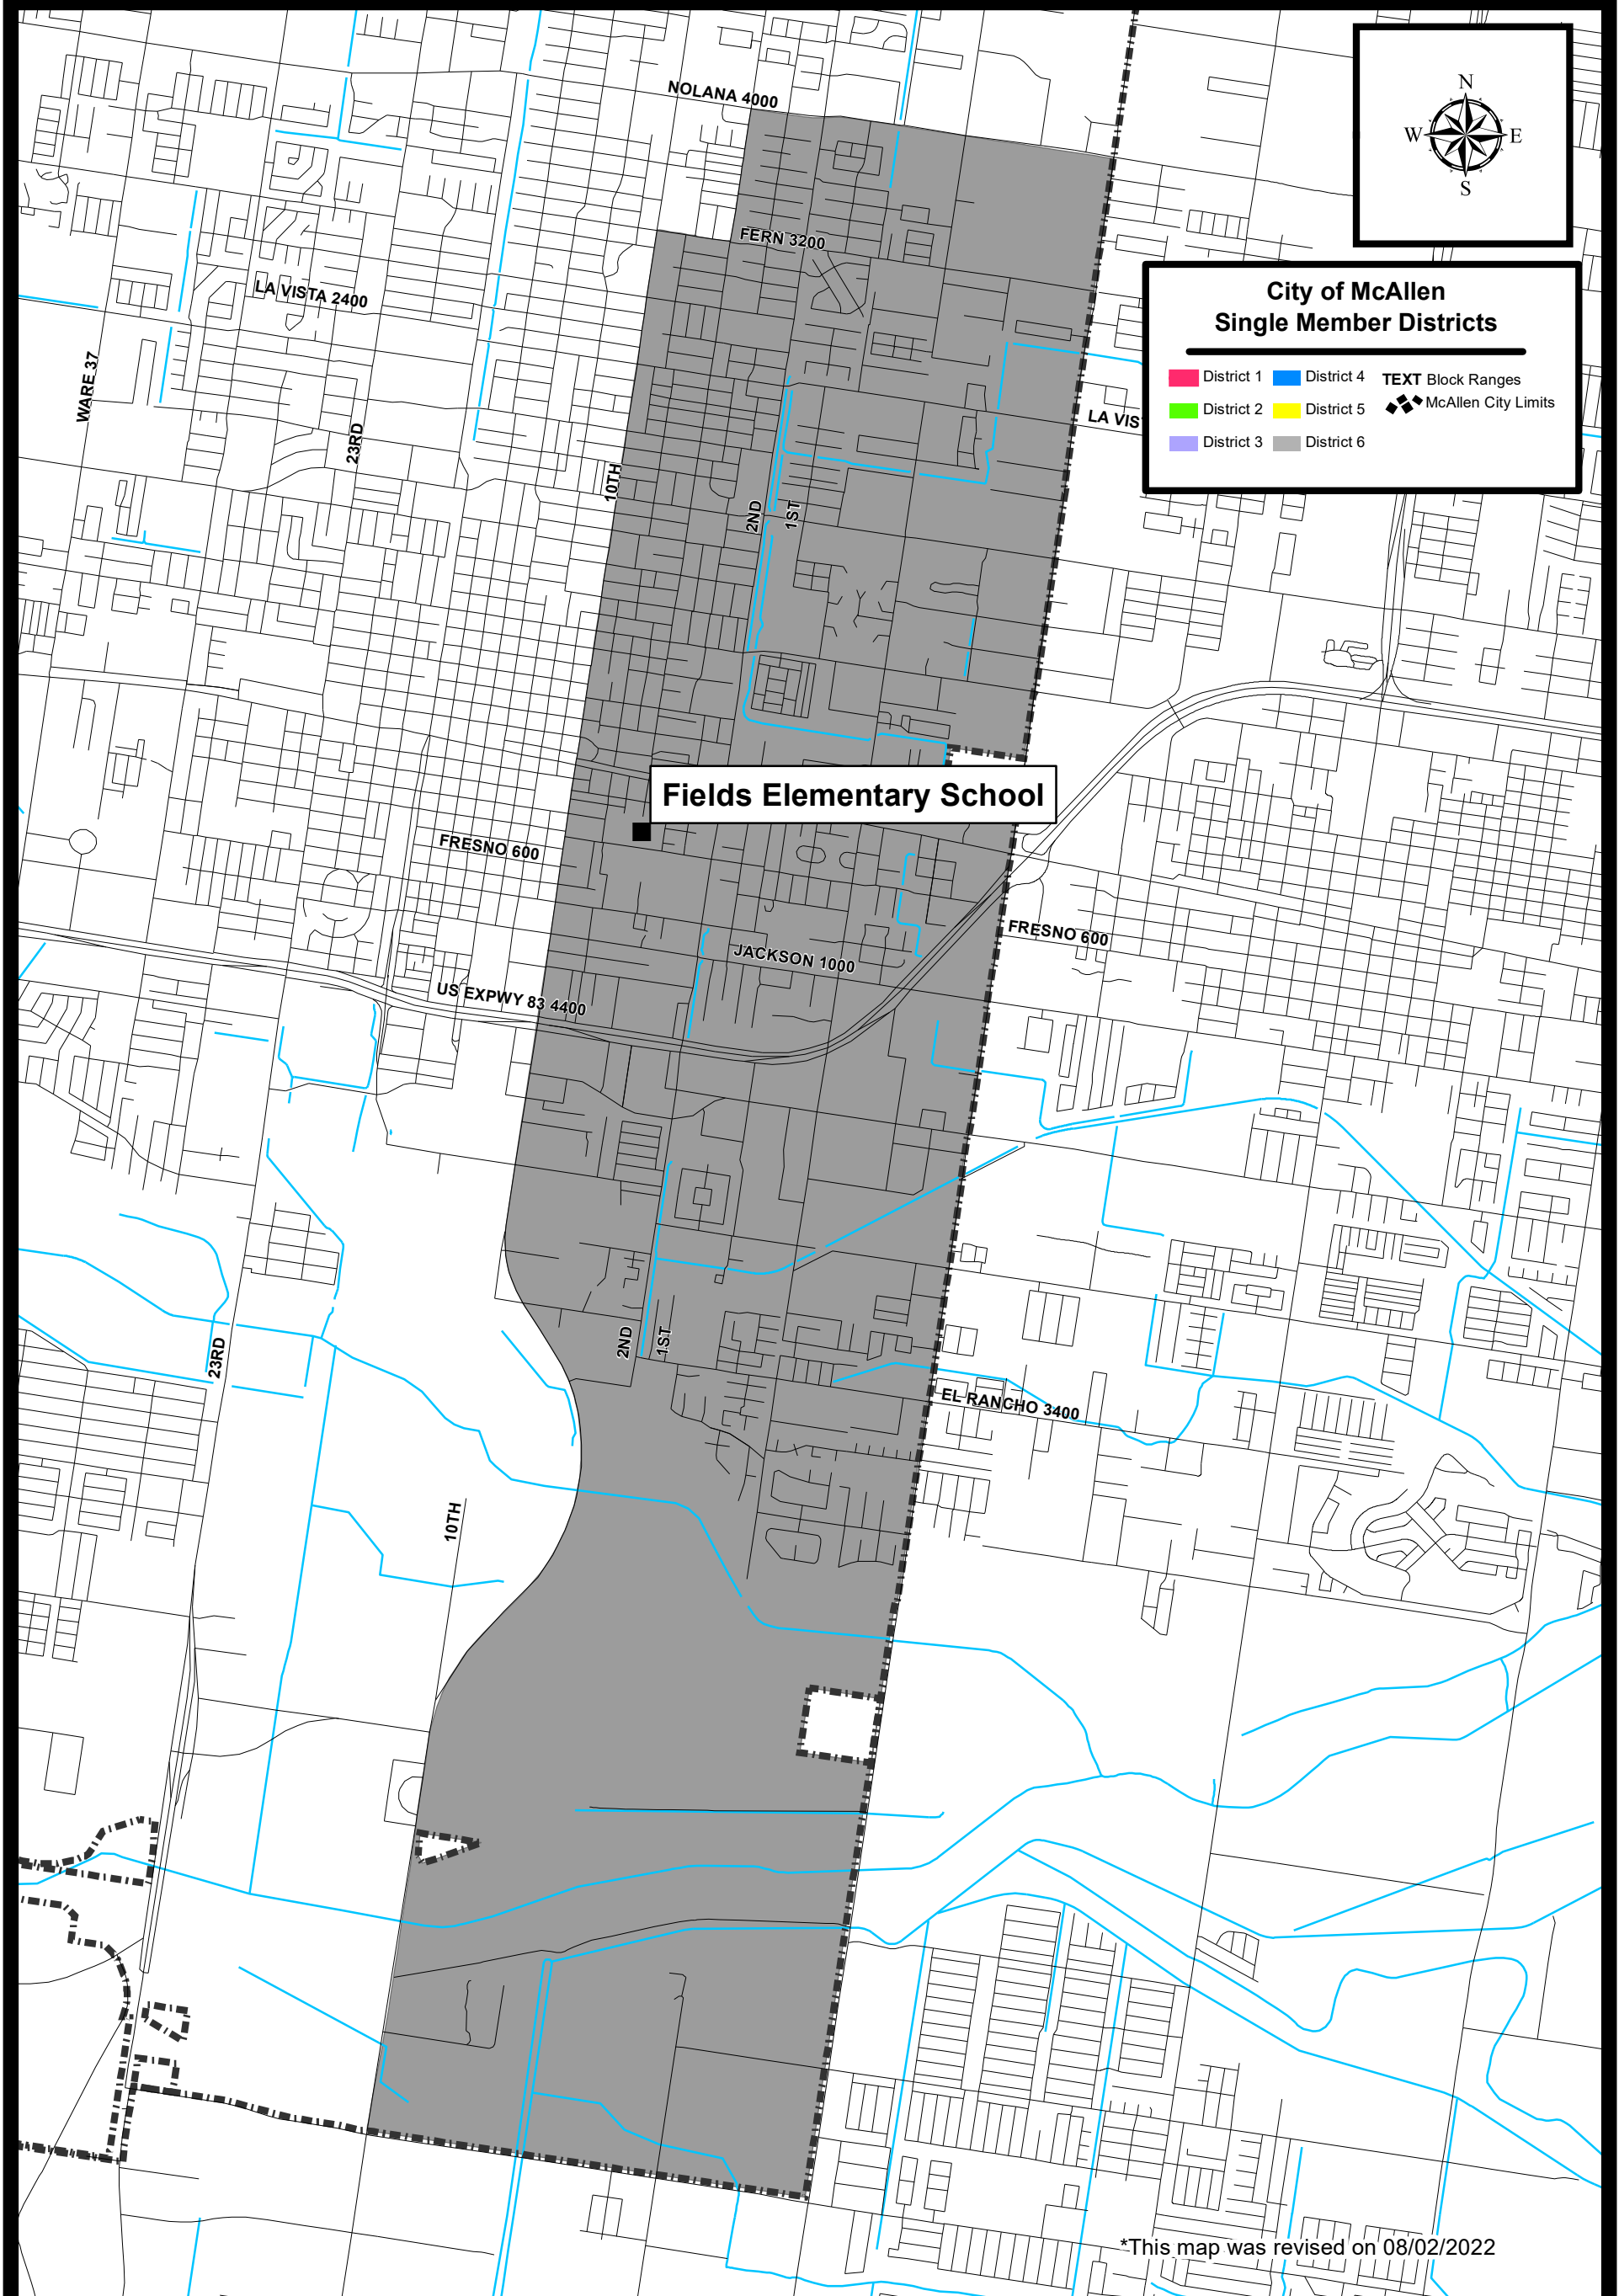 NOLANA 4000
N
W
E
S
FERN 3200
City of McAllen
Single Member Districts
District 1
District 4
TEXT Block Ranges
District 2
District 5
McAllen City Limits
District 3
District 6
LA VISTA 2400
WARE 37
23RD
10TH
LA VIS
2ND
1ST
Fields Elementary School
FRESNO 600
FRESNO 600
JACKSON 1000
US EXPWY 83 4400
2ND
1ST
23RD
EL RANCHO 3400
10TH
*This map was revised on 08/02/2022